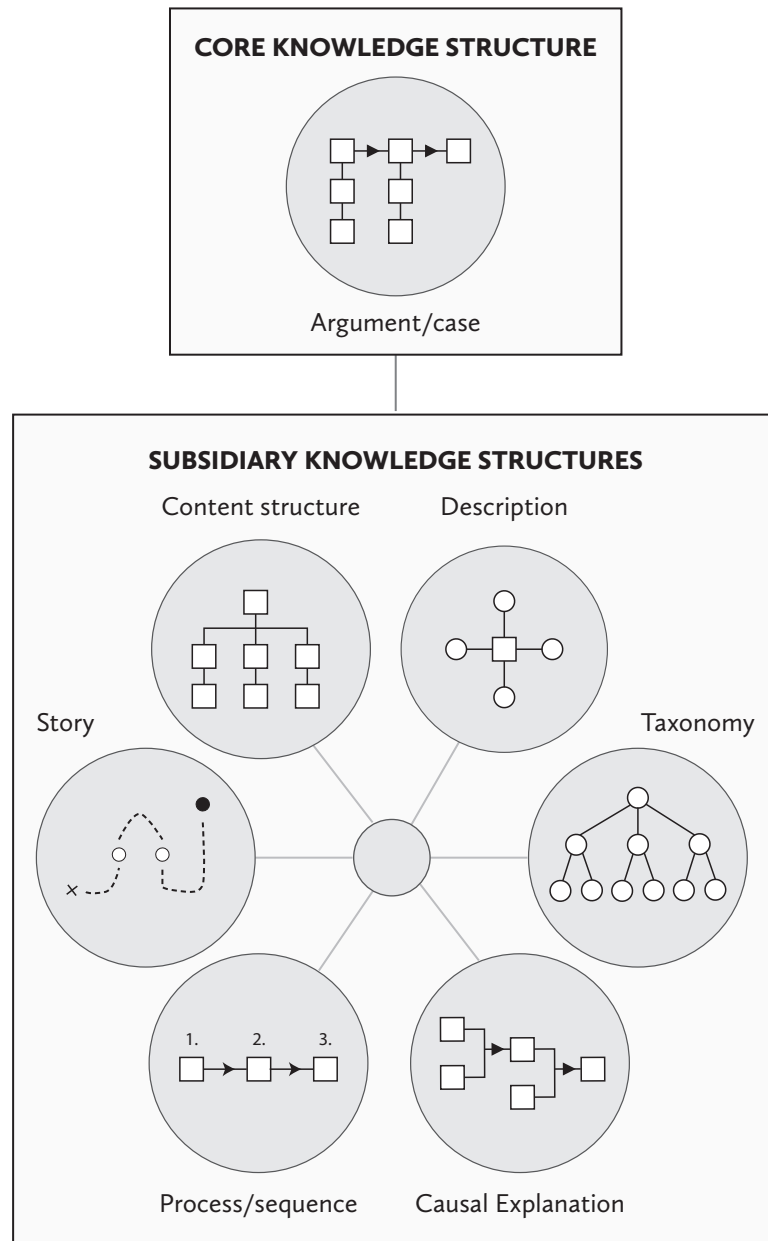 CORE KNOWLEDGE STRUCTURE
Argument/case
SUBSIDIARY KNOWLEDGE STRUCTURES
Content structure
Description
Story
Taxonomy
1.
2.
3.
Process/sequence
Causal Explanation